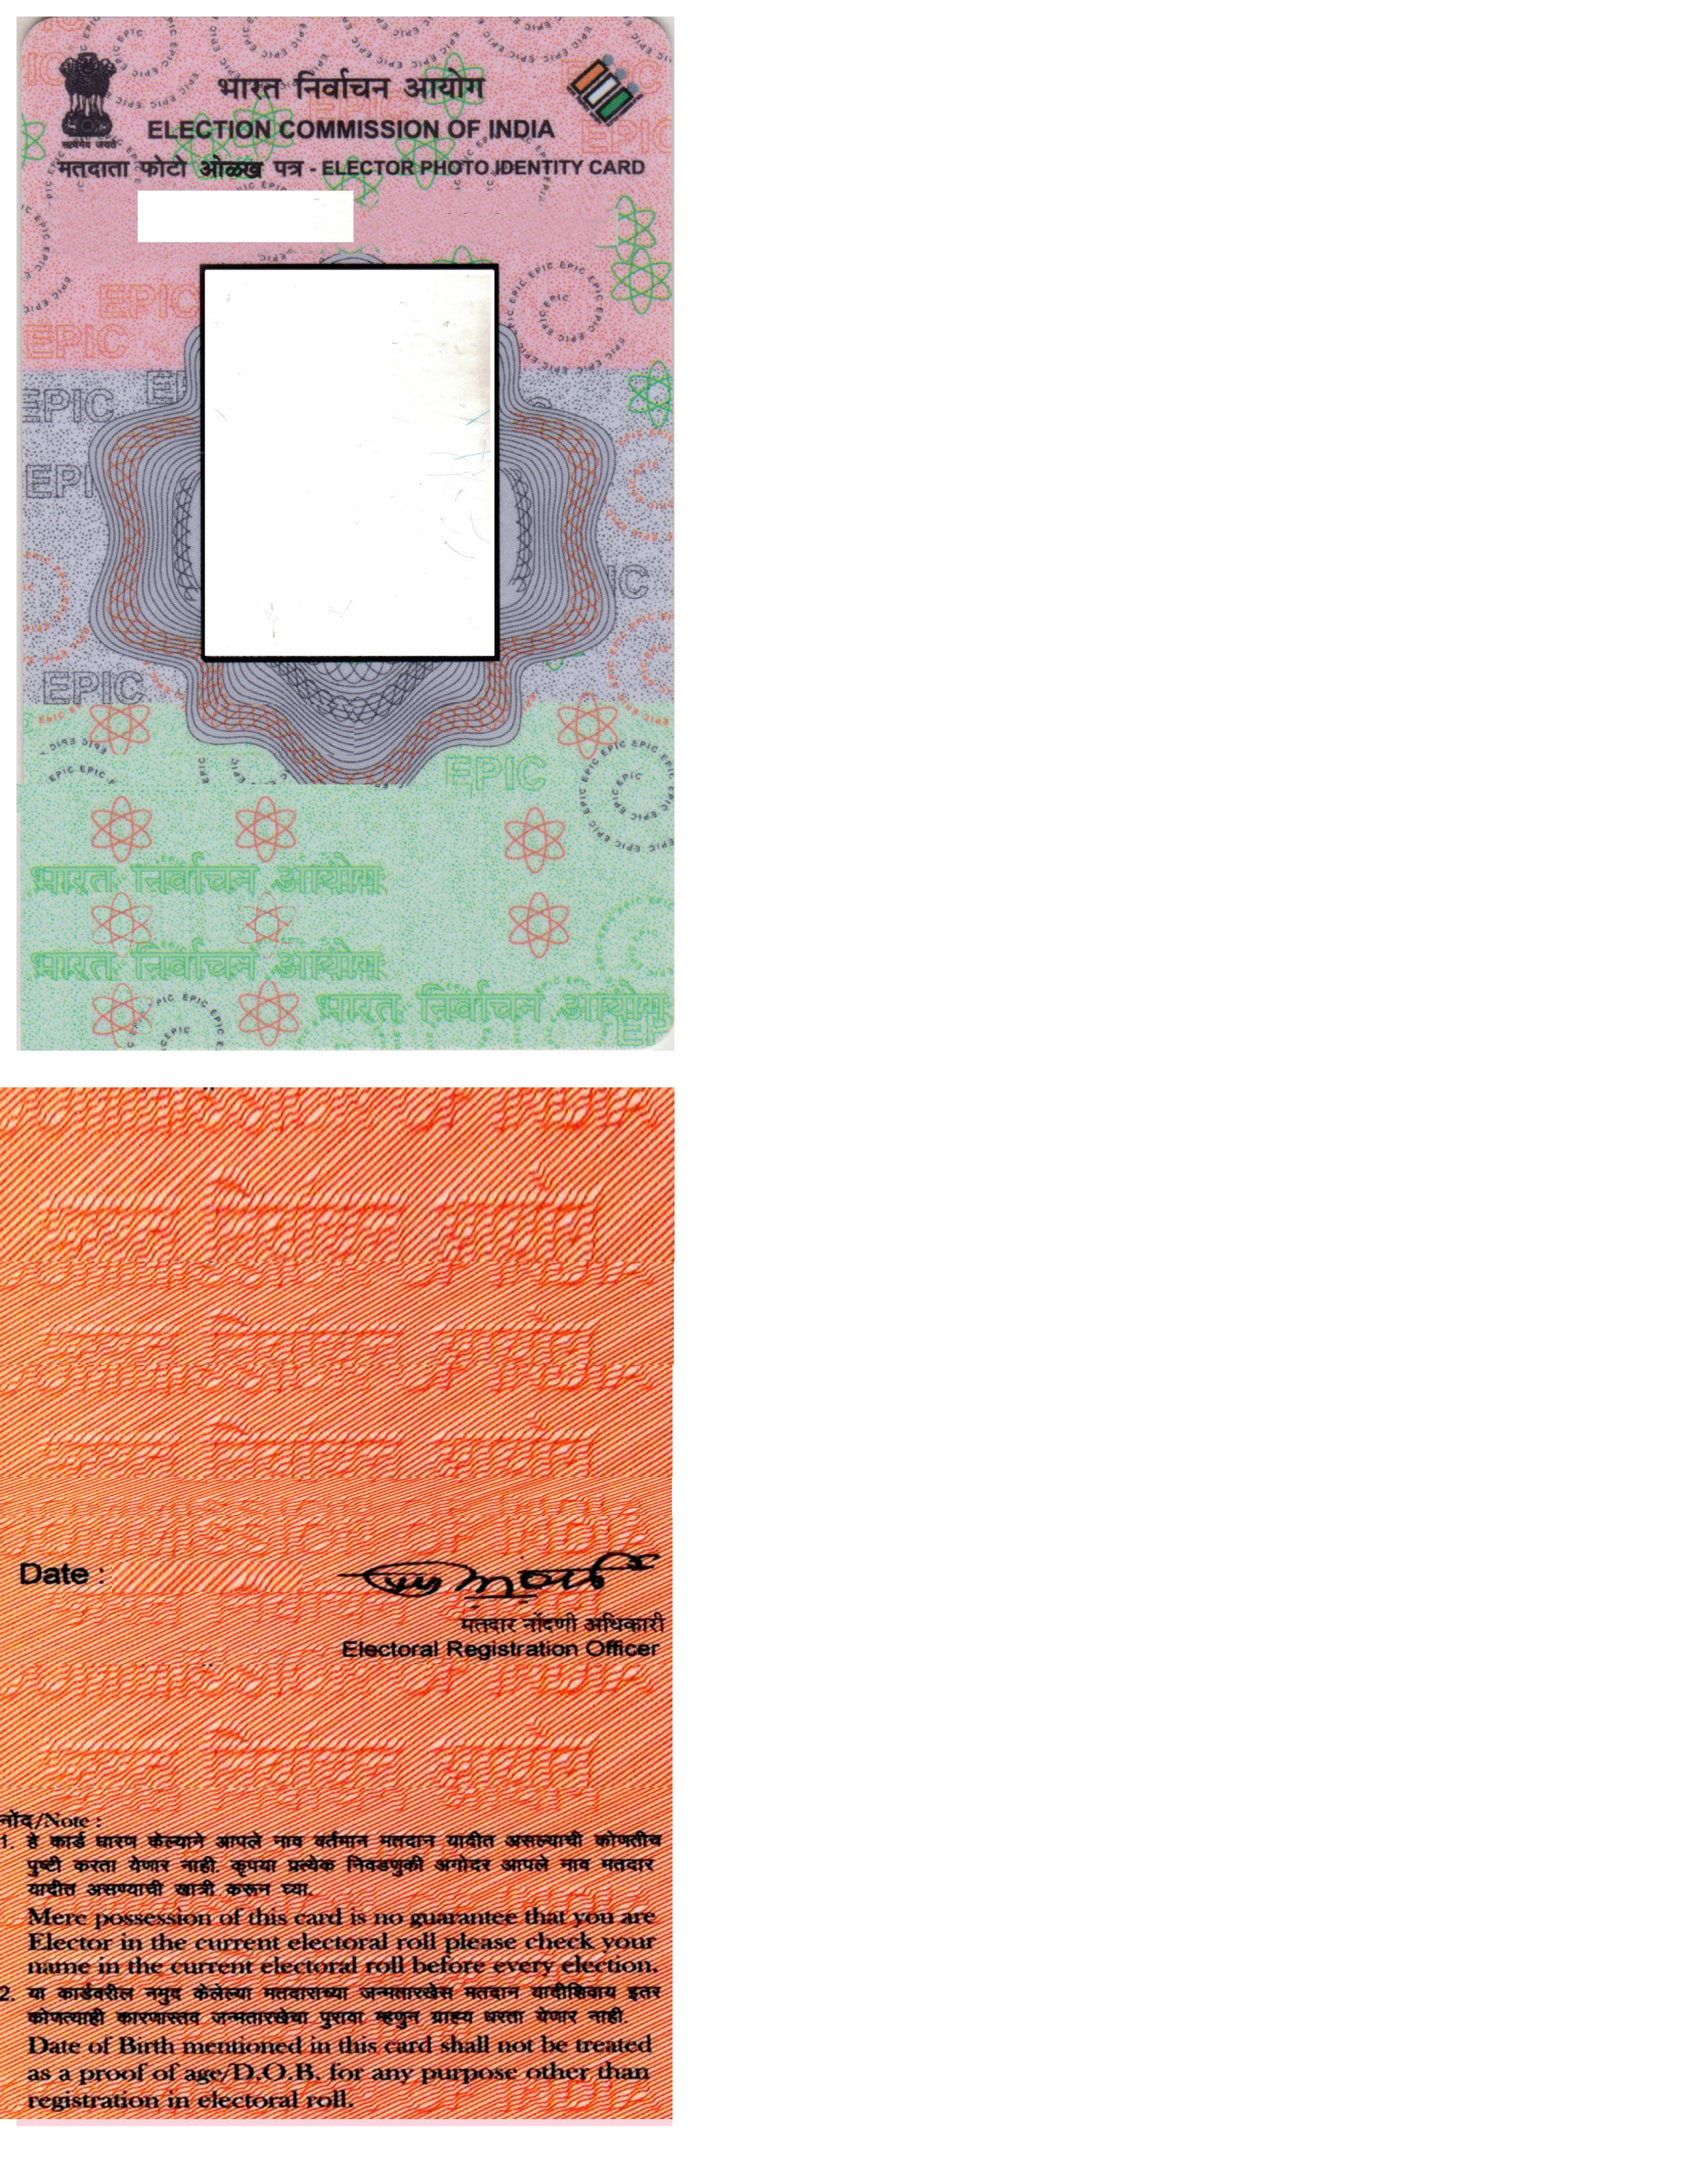 भारत निर्वाचन आयोग
ELECTION COMMISSION OF INDIA
सत्यमेव जयते
मतदाता फोटो ओळख पत्र - ELECTOR PHOTO IDENTITY CARD
EPIC
EPIC
EPIC
EPIC
EPIC
EPIC
भारत निर्वाचन आयोग
भारत निर्वाचन आयोग
भारत निर्वाचन आयोग
Date :
मतदार नोंदणी अधिकारी
Electoral Registration Officer
नोंद/Note :
1. हे कार्ड धारण केल्याने आपले नाव वर्तमान मतदान यादीत असल्याची कोणतीच
पुष्टी करता येणार नाही. कृपया प्रत्येक निवडणुकी अगोदर आपले नाव मतदार
यादीत असण्याची खात्री करून घ्या.
Mere possession of this card is no guarantee that you are
Elector in the current electoral roll please check your
name in the current electoral roll before every election.
2. या कार्डवरील नमुद केलेल्या मतदाराच्या जन्मतारखेस मतदान यादीशिवाय इतर
कोणत्याही कारणास्तव जन्मतारखेचा पुरावा म्हणुन ग्राह्य धरता येणार नाही.
Date of Birth mentioned in this card shall not be treated
as a proof of age/D.O.B. for any purpose other than
registration in electoral roll.